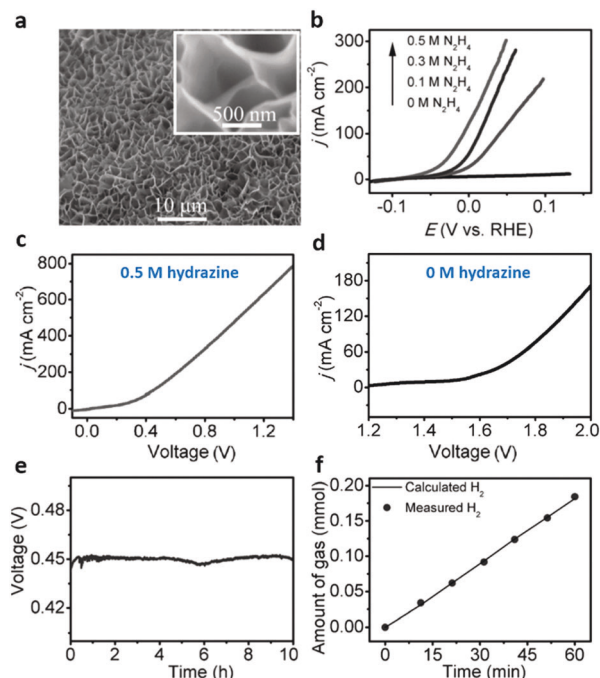 a
500 nm
10 μm
b
300
200
100
0
j (mA cm⁻²)
0.5 M N₂H₄
0.3 M N₂H₄
0.1 M N₂H₄
0 M N₂H₄
-0.1
0.0
0.1
E (V vs. RHE)
c
800
600
400
200
0
j (mA cm⁻²)
0.5 M hydrazine
0.0
0.4
0.8
1.2
Voltage (V)
d
180
120
60
0
j (mA cm⁻²)
0 M hydrazine
1.2
1.4
1.6
1.8
2.0
Voltage (V)
e
0.48
0.45
0.42
Voltage (V)
0
2
4
6
8
10
Time (h)
f
0.20
0.15
0.10
0.05
0.00
Amount of gas (mmol)
Calculated H₂
Measured H₂
0
15
30
45
60
Time (min)